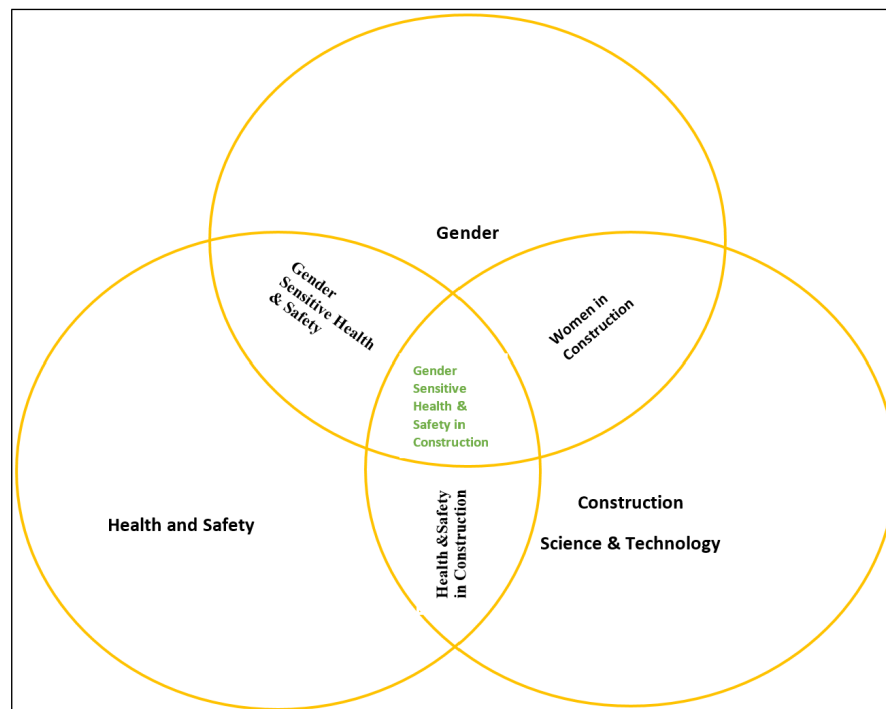 Gender
Gender
Sensitive Health
& Safety
Women in
Construction
Gender
Sensitive
Health &
Safety in
Construction
Health and Safety
Health &Safety
in Construction
Construction
Science & Technology